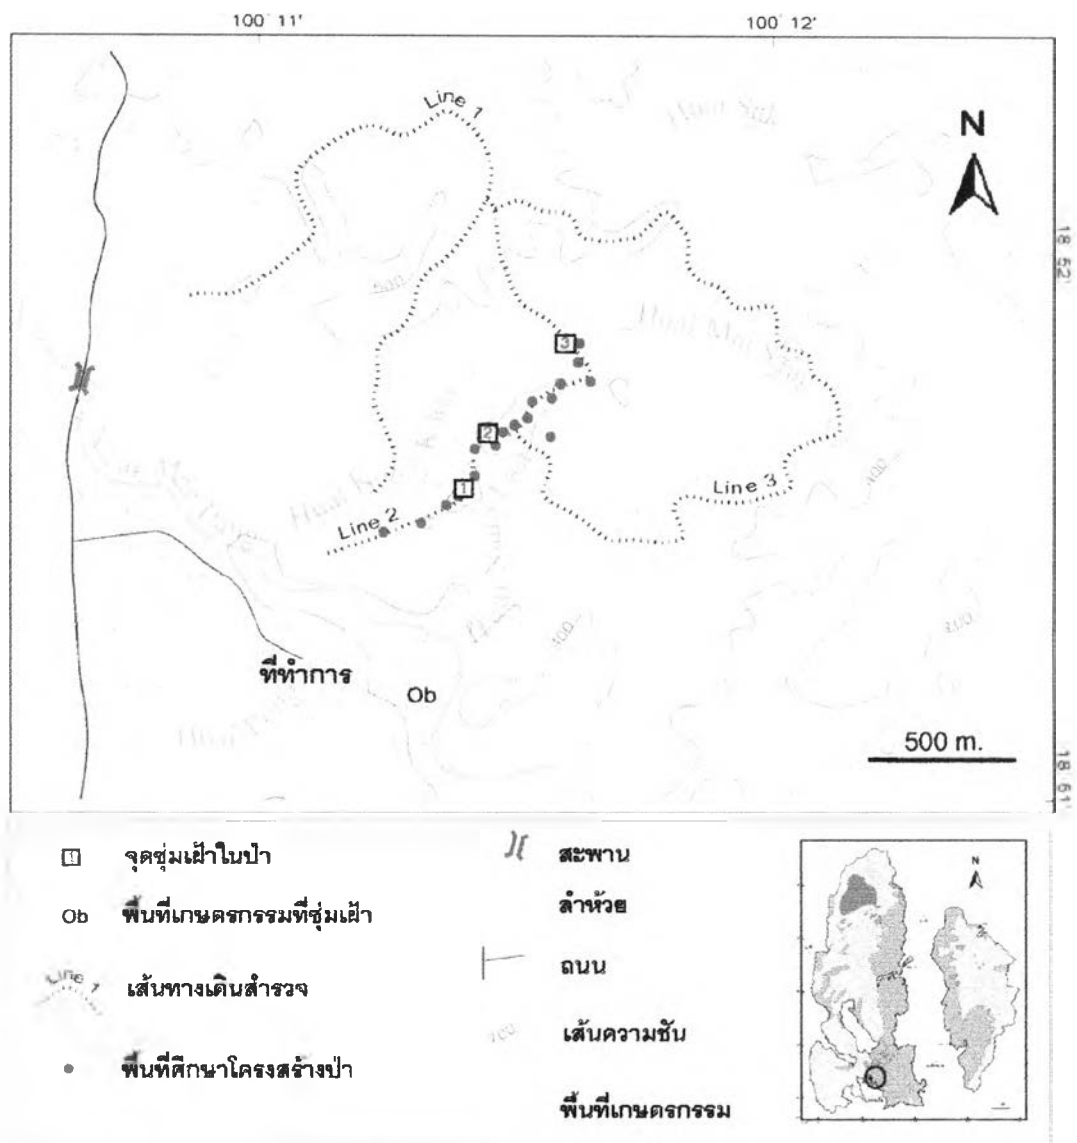 100° 11'
100° 12'
Line 1
N
18 52'
500
3
2
1
Line 2
Line 3
400
300
ที่ทำการ
Ob
500 m.
18 51'
จุดซุ่มเฝ้าในป่า
สะพาน
Ob พื้นที่เกษตรกรรมที่ซุ่มเฝ้า
ลำห้วย
Line 1 เส้นทางเดินสำรวจ
ถนน
พื้นที่ศึกษาโครงสร้างป่า
เส้นความชัน
พื้นที่เกษตรกรรม
N